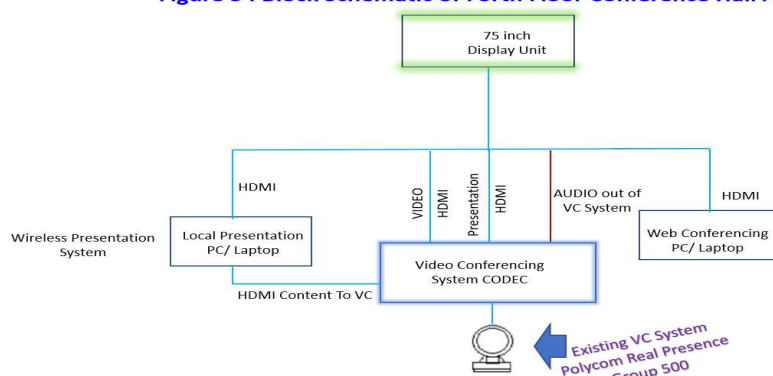 75 inch
Display Unit
HDMI
VIDEO
HDMI
Presentation
HDMI
AUDIO out of
VC System
HDMI
Wireless Presentation
System
Local Presentation
PC/ Laptop
Web Conferencing
PC/ Laptop
Video Conferencing
System CODEC
HDMI Content To VC
Existing VC System
Polycom Real Presence
Group 500